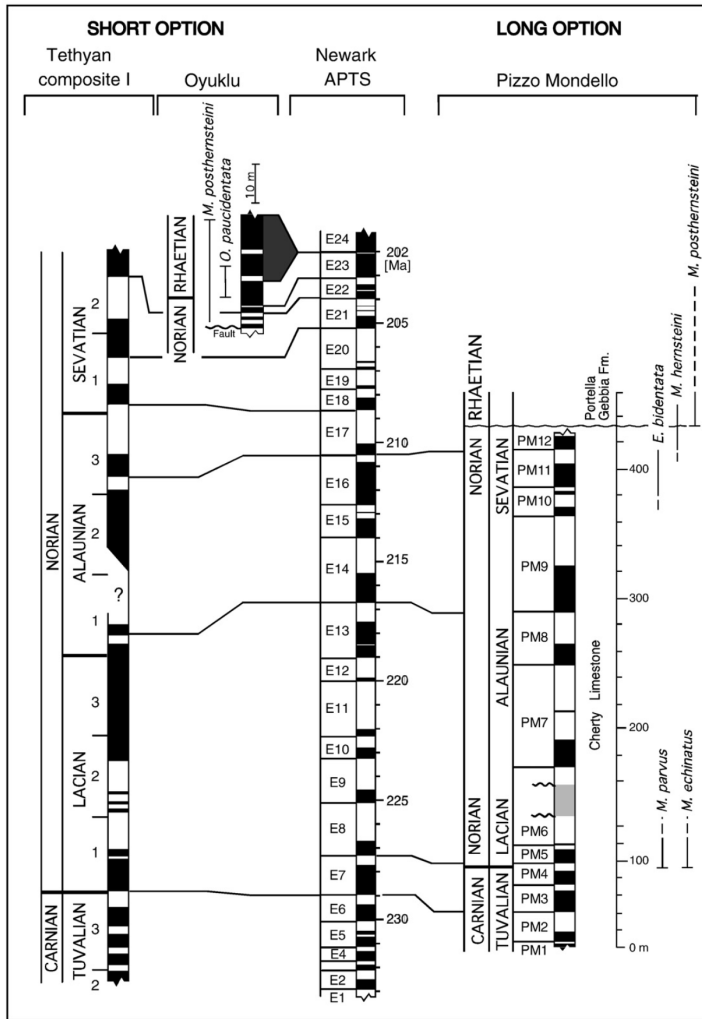 SHORT OPTION
LONG OPTION
Tethyan
composite I
Oyuklu
Newark
APTS
Pizzo Mondello
M. posthernsteini
O. paucidentata
10 m
RHAETIAN
NORIAN
Fault
NORIAN
CARNIAN
SEVATIAN
ALAUNIAN
LACIAN
TUVALIAN
2
1
3
2
?
1
3
2
1
3
2
E24
E23
E22
E21
E20
E19
E18
E17
E16
E15
E14
E13
E12
E11
E10
E9
E8
E7
E6
E5
E4
E2
E1
202
[Ma]
205
210
215
220
225
230
RHAETIAN
NORIAN
NORIAN
CARNIAN
SEVATIAN
ALAUNIAN
LACIAN
TUVALIAN
PM12
PM11
PM10
PM9
PM8
PM7
PM6
PM5
PM4
PM3
PM2
PM1
Portella
Gebbia Fm.
Cherty Limestone
400
300
200
100
0 m
E. bidentata
M. hernsteini
M. posthernsteini
M. parvus
M. echinatus